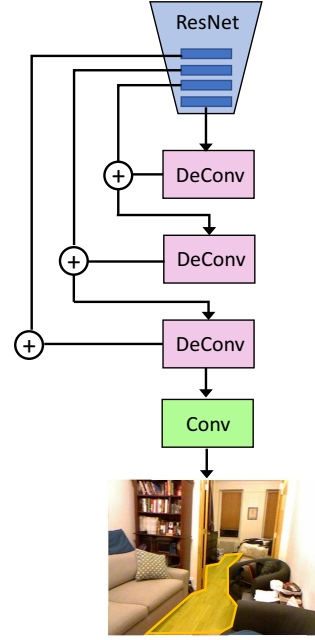 ResNet
DeConv
+
DeConv
+
DeConv
+
Conv